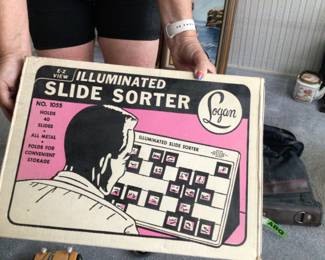 E-Z
VIEW
ILLUMINATED
SLIDE SORTER
Logan
NO. 1055
HOLDS
40
SLIDES
ALL METAL
FOLDS FOR
CONVENIENT
STORAGE
ILLUMINATED SLIDE SORTER